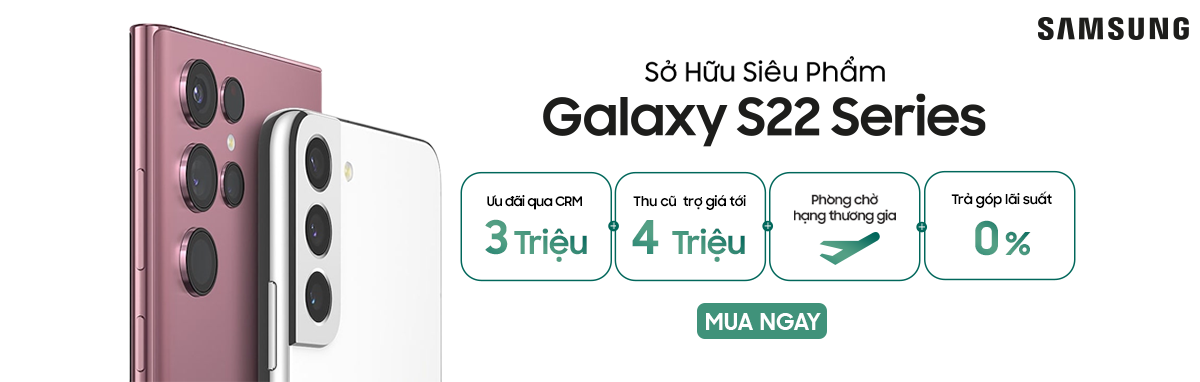 SAMSUNG
Sở Hữu Siêu Phẩm
Galaxy S22 Series
Ưu đãi qua CRM
3 Triệu
Thu cũ trợ giá tới
4 Triệu
Phòng chờ
hạng thương gia
Trả góp lãi suất
0 %
MUA NGAY